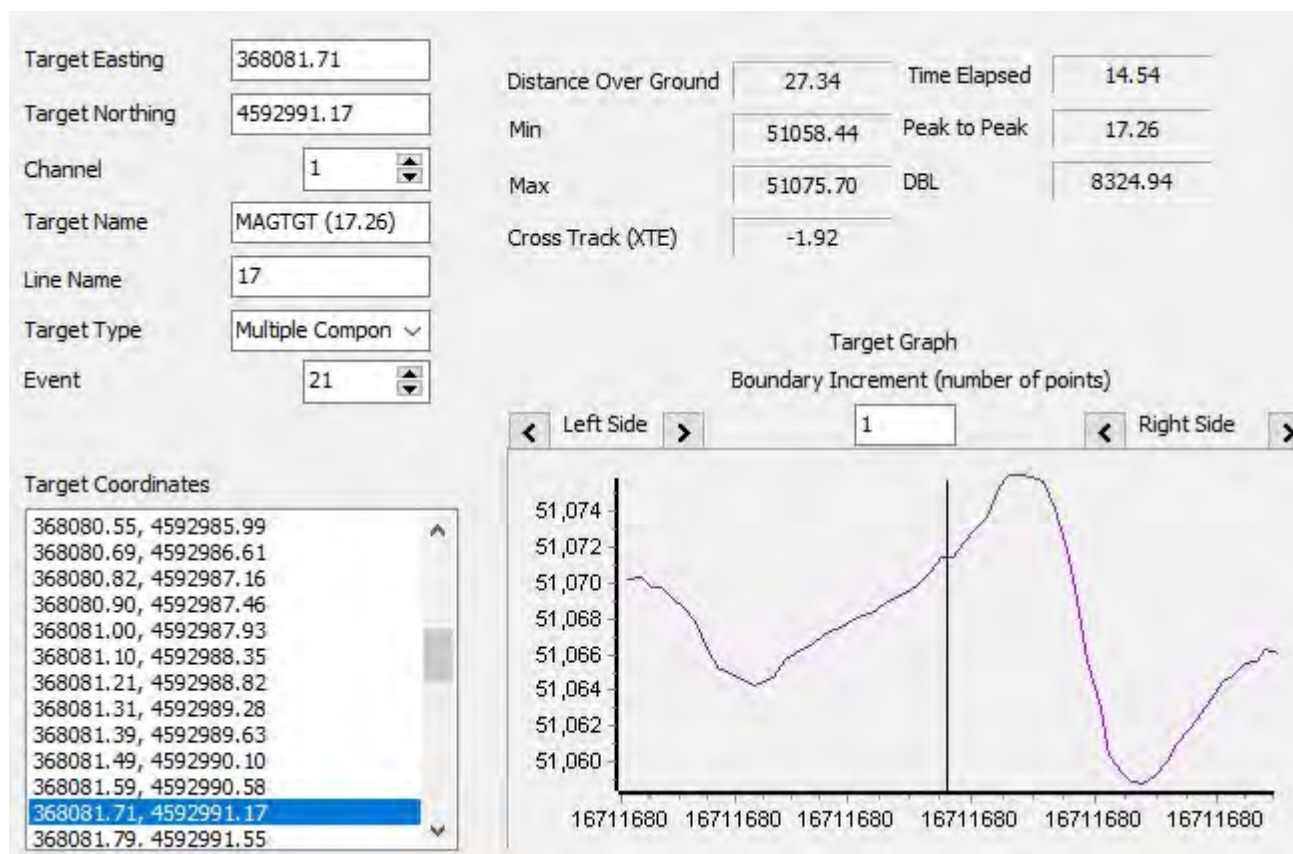 Target Easting 368081.71
Target Northing 4592991.17
Channel 1
Target Name MAGTGT (17.26)
Line Name 17
Target Type Multiple Compon
Event 21
Distance Over Ground 27.34 Time Elapsed 14.54
Min 51058.44 Peak to Peak 17.26
Max 51075.70 DBL 8324.94
Cross Track (XTE) -1.92
Target Graph
Boundary Increment (number of points)
< Left Side > 1 < Right Side >
Target Coordinates
368080.55, 4592985.99
368080.69, 4592986.61
368080.82, 4592987.16
368080.90, 4592987.46
368081.00, 4592987.93
368081.10, 4592988.35
368081.21, 4592988.82
368081.31, 4592989.28
368081.39, 4592989.63
368081.49, 4592990.10
368081.59, 4592990.58
368081.71, 4592991.17
368081.79, 4592991.55
51,074
51,072
51,070
51,068
51,066
51,064
51,062
51,060
16711680 16711680 16711680 16711680 16711680 16711680